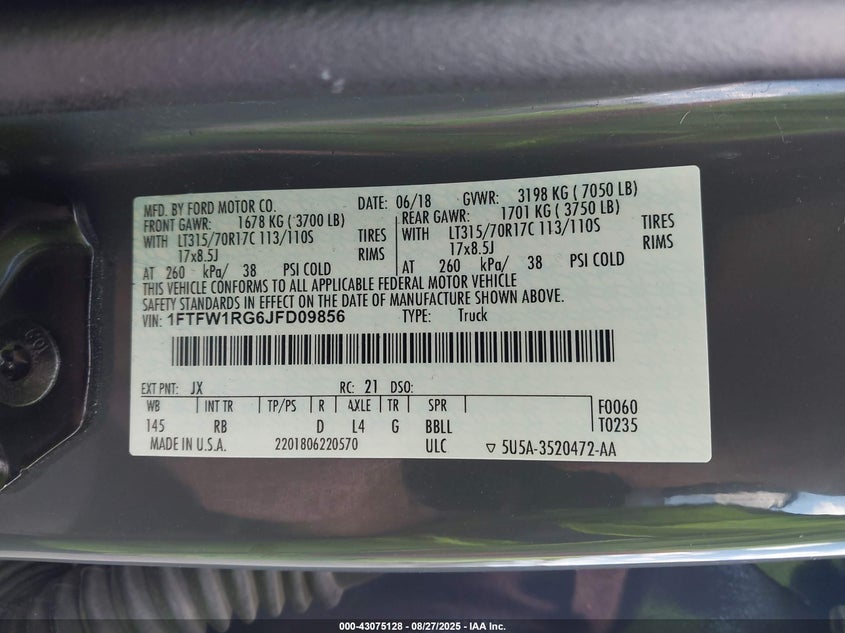 MFD. BY FORD MOTOR CO. DATE: 06/18 GVWR: 3198 KG ( 7050 LB)
FRONT GAWR: 1678 KG ( 3700 LB) REAR GAWR: 1701 KG ( 3750 LB)
WITH LT315/70R17C 113/110S TIRES WITH LT315/70R17C 113/110S TIRES
17x8.5J RIMS 17x8.5J RIMS
AT 260 kPa/ 38 PSI COLD AT 260 kPa/ 38 PSI COLD
THIS VEHICLE CONFORMS TO ALL APPLICABLE FEDERAL MOTOR VEHICLE
SAFETY STANDARDS IN EFFECT ON THE DATE OF MANUFACTURE SHOWN ABOVE.
VIN: 1FTFW1RG6JFD09856 TYPE: Truck
EXT PNT: JX RC: 21 DSO:
WB INT TR TP/PS R AXLE TR SPR F0060
145 RB D L4 G BBLL T0235
MADE IN U.S.A. 2201806220570 ULC ▽ 5U5A-3520472-AA
000-43075128 - 08/27/2025 - IAA Inc.